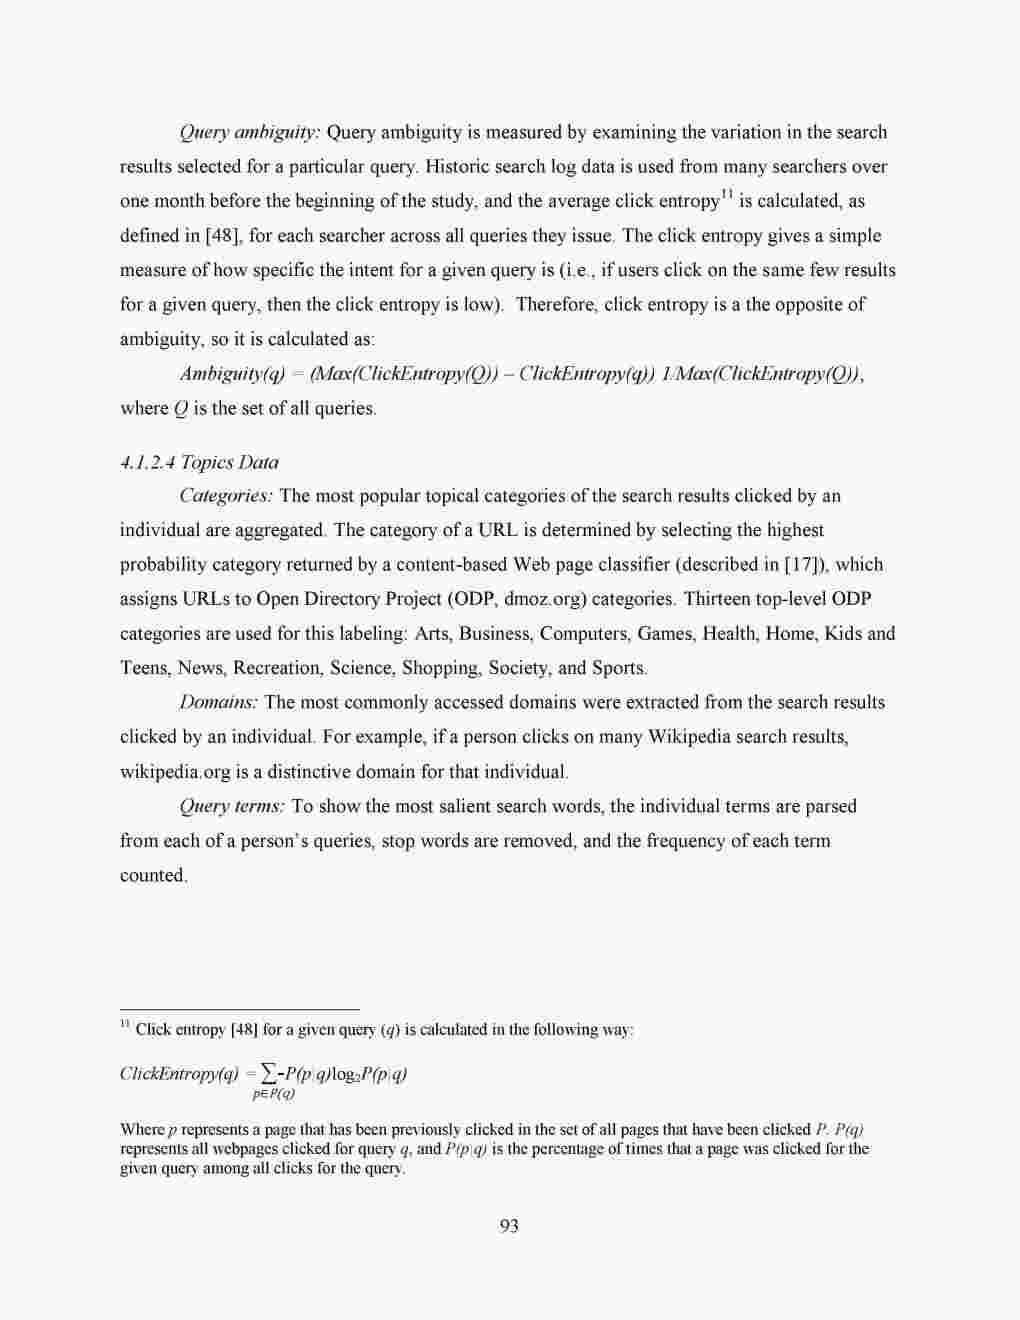 Query ambiguity: Query ambiguity is measured by examining the variation in the search
results selected for a particular query. Historic search log data is used from many searchers over
one month before the beginning of the study, and the average click entropy11 is calculated, as
defined in [48], for each searcher across all queries they issue. The click entropy gives a simple
measure of how specific the intent for a given query is (i.e., if users click on the same few results
for a given query, then the click entropy is low).  Therefore, click entropy is a the opposite of
ambiguity, so it is calculated as:
Ambiguity(q) = (Max(ClickEntropy(Q)) – ClickEntropy(q)) 1/Max(ClickEntropy(Q)),
where Q is the set of all queries.
4.1.2.4 Topics Data
Categories: The most popular topical categories of the search results clicked by an
individual are aggregated. The category of a URL is determined by selecting the highest
probability category returned by a content-based Web page classifier (described in [17]), which
assigns URLs to Open Directory Project (ODP, dmoz.org) categories. Thirteen top-level ODP
categories are used for this labeling: Arts, Business, Computers, Games, Health, Home, Kids and
Teens, News, Recreation, Science, Shopping, Society, and Sports.
Domains: The most commonly accessed domains were extracted from the search results
clicked by an individual. For example, if a person clicks on many Wikipedia search results,
wikipedia.org is a distinctive domain for that individual.
Query terms: To show the most salient search words, the individual terms are parsed
from each of a person's queries, stop words are removed, and the frequency of each term
counted.
11 Click entropy [48] for a given query (q) is calculated in the following way:
ClickEntropy(q) = ∑-P(p|q)log2P(p|q)
p∈P(q)
Where p represents a page that has been previously clicked in the set of all pages that have been clicked P. P(q)
represents all webpages clicked for query q, and P(p|q) is the percentage of times that a page was clicked for the
given query among all clicks for the query.
93